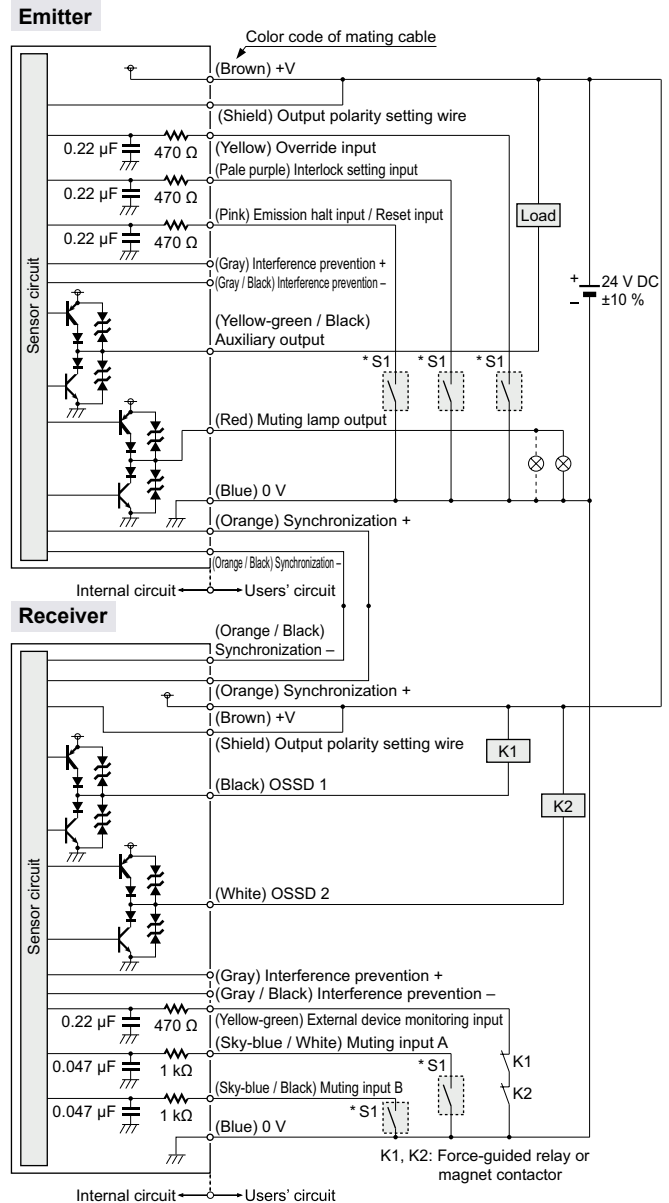 Emitter
Color code of mating cable
(Brown) +V
(Shield) Output polarity setting wire
0.22 µF
470 Ω
(Yellow) Override input
(Pale purple) Interlock setting input
0.22 µF
470 Ω
(Pink) Emission halt input / Reset input
0.22 µF
470 Ω
Load
(Gray) Interference prevention +
(Gray / Black) Interference prevention –
+
–
24 V DC
±10 %
Sensor circuit
(Yellow-green / Black)
Auxiliary output
* S1
* S1
* S1
(Red) Muting lamp output
(Blue) 0 V
(Orange) Synchronization +
(Orange / Black) Synchronization –
Internal circuit
Users' circuit
Receiver
(Orange / Black)
Synchronization –
(Orange) Synchronization +
(Brown) +V
(Shield) Output polarity setting wire
K1
(Black) OSSD 1
K2
Sensor circuit
(White) OSSD 2
(Gray) Interference prevention +
(Gray / Black) Interference prevention –
0.22 µF
470 Ω
(Yellow-green) External device monitoring input
(Sky-blue / White) Muting input A
0.047 µF
1 kΩ
* S1
K1
(Sky-blue / Black) Muting input B
K2
0.047 µF
1 kΩ
* S1
(Blue) 0 V
K1, K2: Force-guided relay or
magnet contactor
Internal circuit
Users' circuit